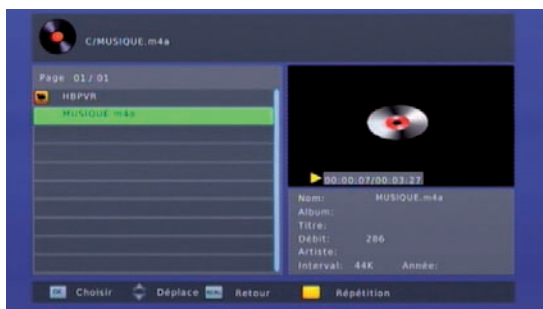 C/MUSIQUE.m4a
Page 01/01
HBPVR
MUSIQUE.m4a
00:00:07/00:03:27
Nom: MUSIQUE.m4a
Album:
Titre:
Débit: 286
Artiste:
Interval: 44K Année:
OK Choisir Déplace MENU Retour Répétition